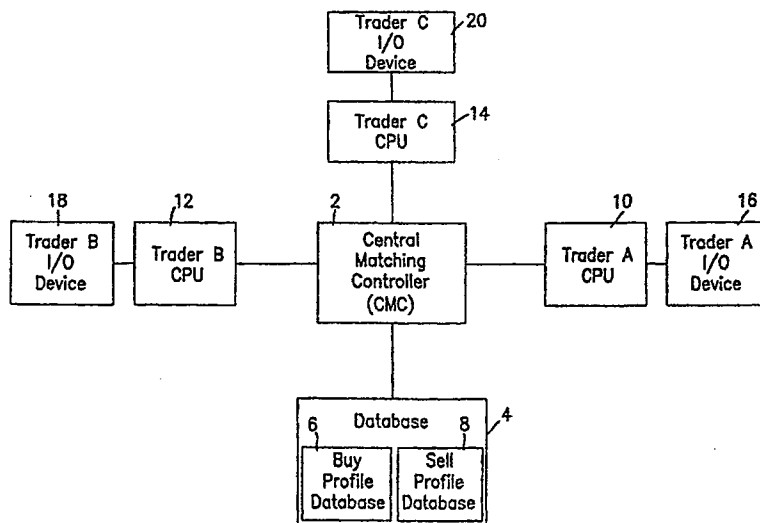 Trader C
I/O
Device
20
Trader C
CPU
14
18
Trader B
I/O
Device
12
Trader B
CPU
2
Central
Matching
Controller
(CMC)
10
Trader A
CPU
16
Trader A
I/O
Device
Database
4
6
Buy
Profile
Database
8
Sell
Profile
Database